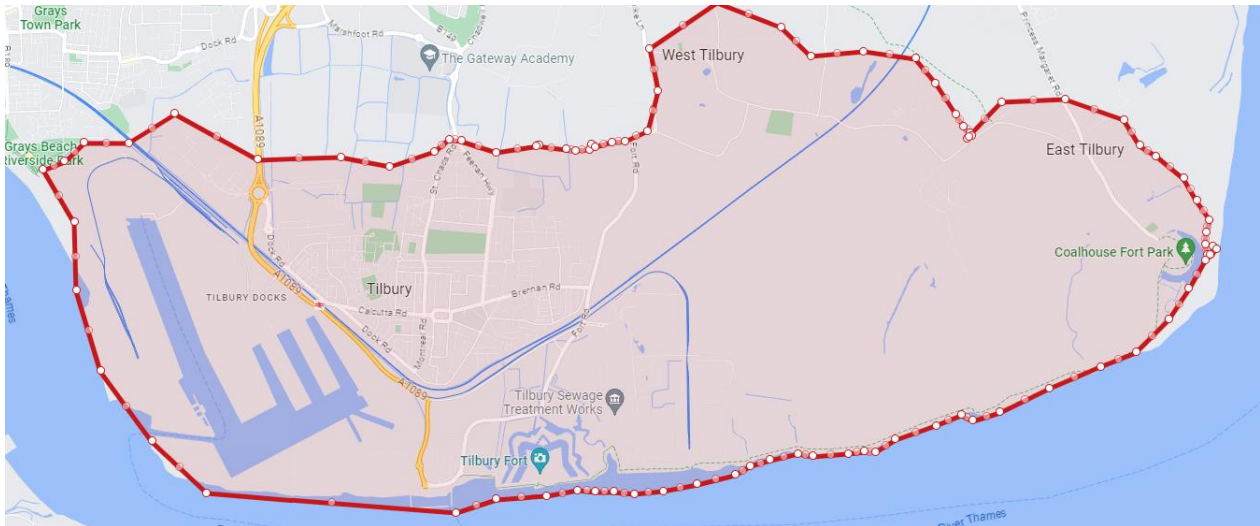 Grays
Town Park
Dock Rd
Marshfoot Rd
B149
The Gateway Academy
A1089
West Tilbury
Princess Margaret Rd
Grays Beach
Riverside Park
St Chads Rd
Feenan Hwy
Fort Rd
East Tilbury
Coalhouse Fort Park
Dock Rd
A1089
TILBURY DOCKS
Tilbury
Brennan Rd
Calcutta Rd
Dock Rd
Montreal Rd
Fort Rd
A1089
Tilbury Sewage
Treatment Works
Tilbury Fort
Thames
River Thames